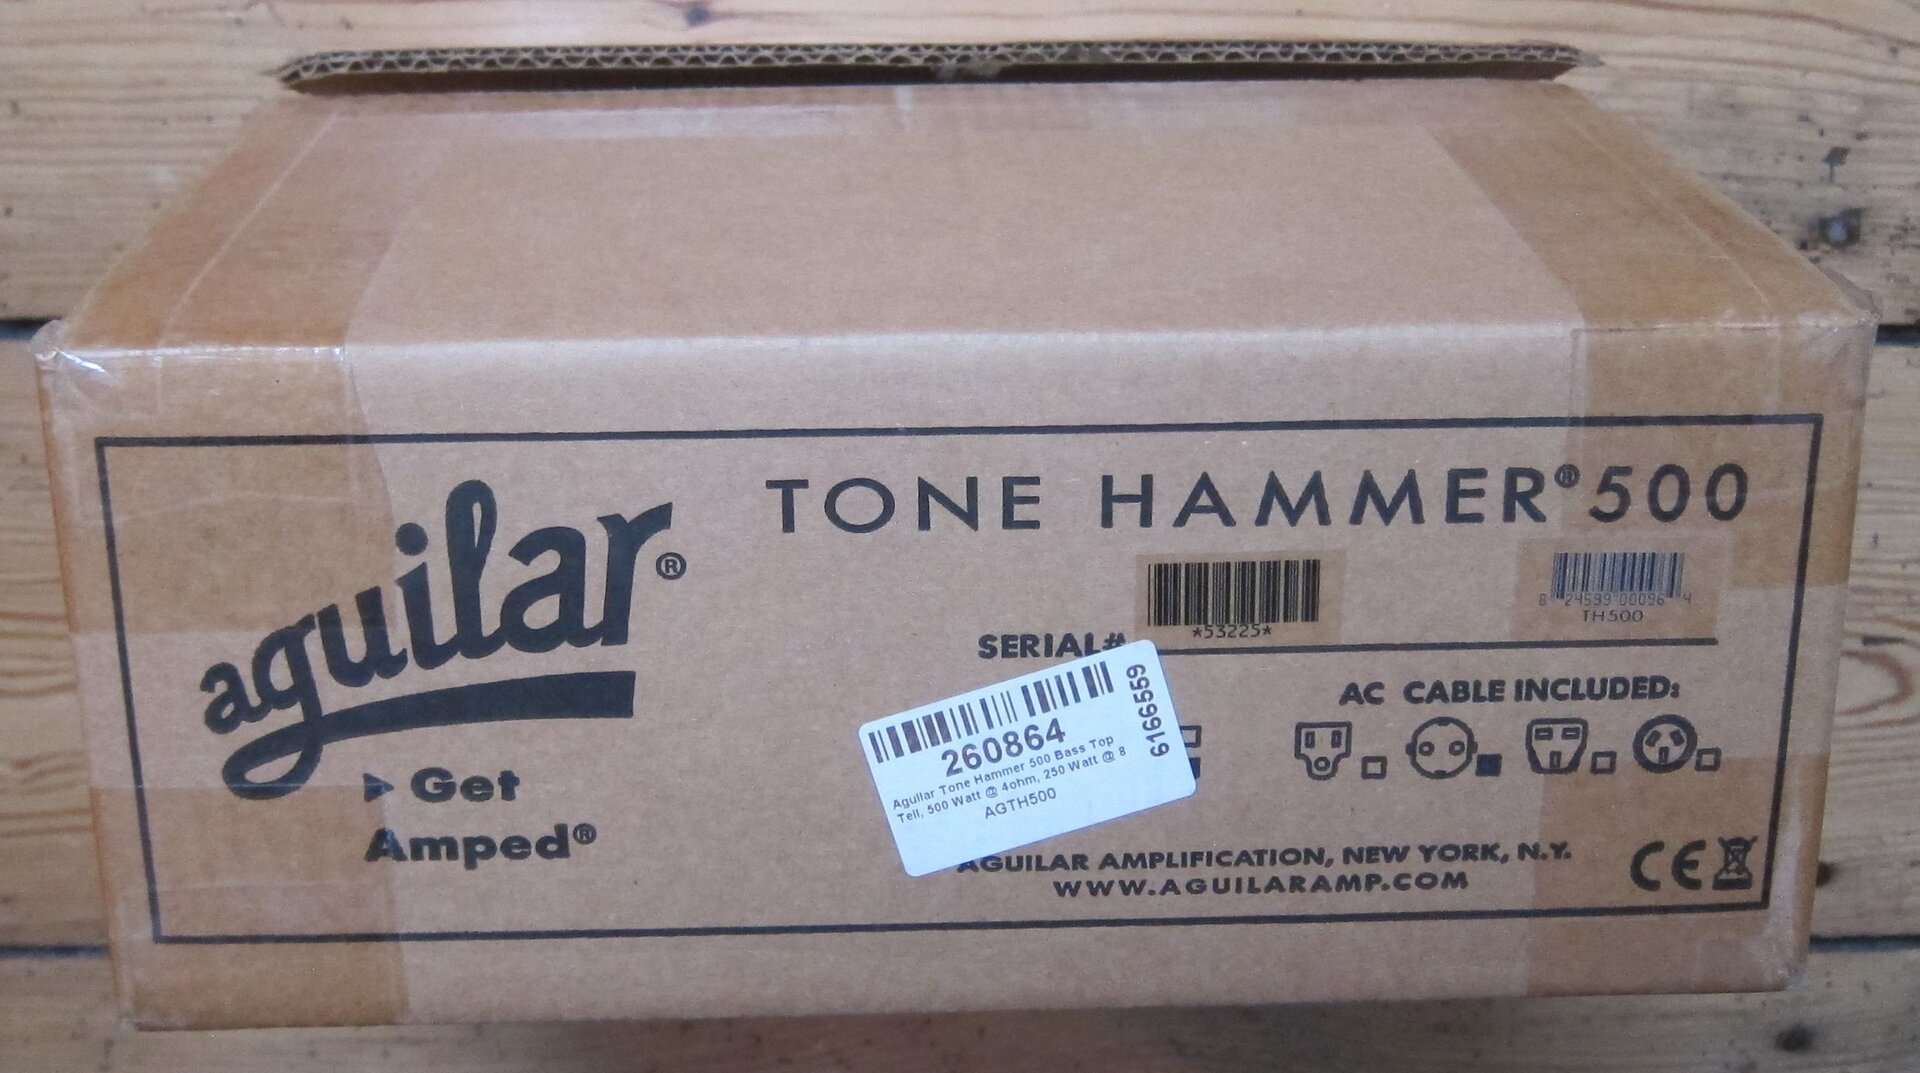 aguilar®
▶ Get
Amped®
TONE HAMMER® 500
*53225*
8 24599 00096 4
TH500
SERIAL#
260864
6166559
Aguilar Tone Hammer 500 Bass Top
Teil, 500 Watt @ 4ohm, 250 Watt @ 8
AGTH500
AC CABLE INCLUDED:
AGUILAR AMPLIFICATION, NEW YORK, N.Y.
WWW.AGUILARAMP.COM
CE